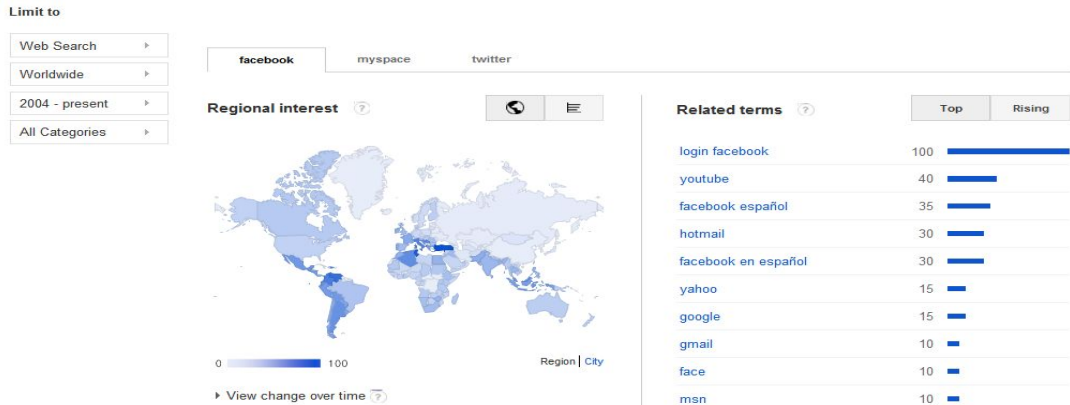 Limit to
Web Search
Worldwide
2004 - present
All Categories
facebook myspace twitter
Regional interest ?
0 100
Region | City
View change over time ?
Related terms ? Top Rising
login facebook 100
youtube 40
facebook español 35
hotmail 30
facebook en español 30
yahoo 15
google 15
gmail 10
face 10
msn 10